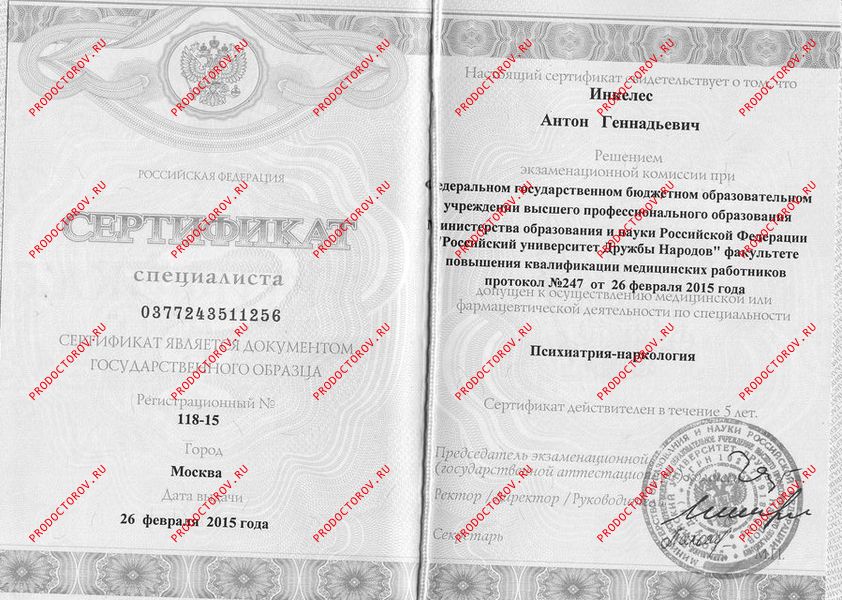 РОССИЙСКАЯ ФЕДЕРАЦИЯ
СЕРТИФИКАТ
специалиста
0377243511256
СЕРТИФИКАТ ЯВЛЯЕТСЯ ДОКУМЕНТОМ
ГОСУДАРСТВЕННОГО ОБРАЗЦА
Регистрационный №
118-15
Город
Москва
Дата выдачи
26 февраля 2015 года
Настоящий сертификат свидетельствует о том, что
Инкелес
Антон Геннадьевич
Решением
экзаменационной комиссии при
Федеральном государственном бюджетном образовательном
учреждении высшего профессионального образования
Министерства образования и науки Российской Федерации
"Российский университет Дружбы Народов" факультете
повышения квалификации медицинских работников
протокол №247 от 26 февраля 2015 года
допущен к осуществлению медицинской или
фармацевтической деятельности по специальности
Психиатрия-наркология
Сертификат действителен в течение 5 лет.
Председатель экзаменационной
(государственной аттестацио
Ректор / Директор / Руководи
Секретарь
М.П.
PRODOCTOROV.RU